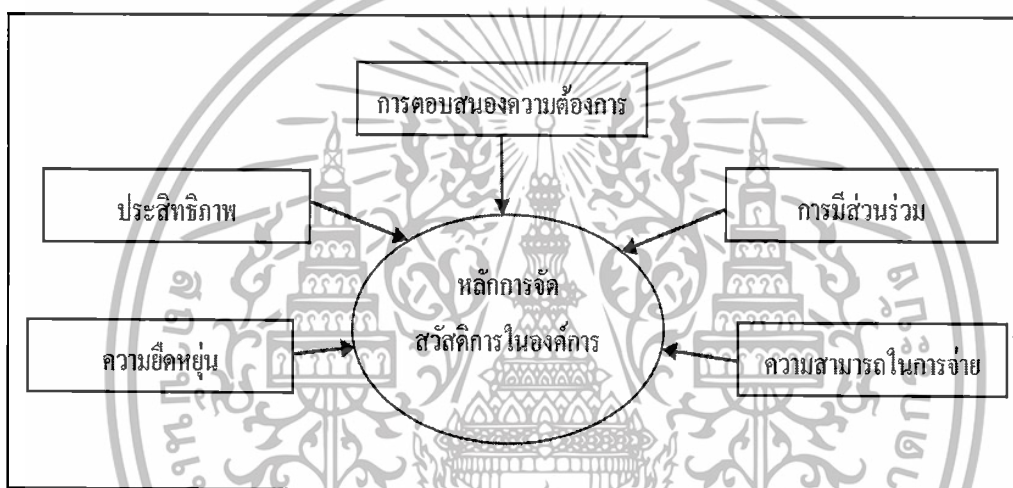 การตอบสนองความต้องการ
ประสิทธิภาพ
การมีส่วนร่วม
หลักการจัด
สวัสดิการในองค์การ
ความยืดหยุ่น
ความสามารถในการจ่าย